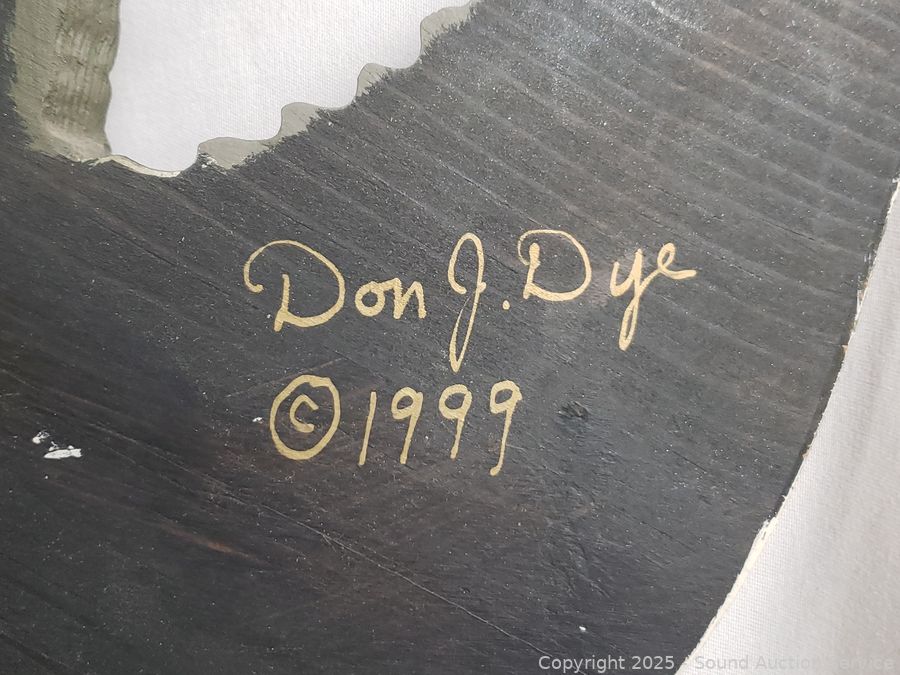 Don J. Dye
© 1999
Copyright 2025 - Sound Auction Service